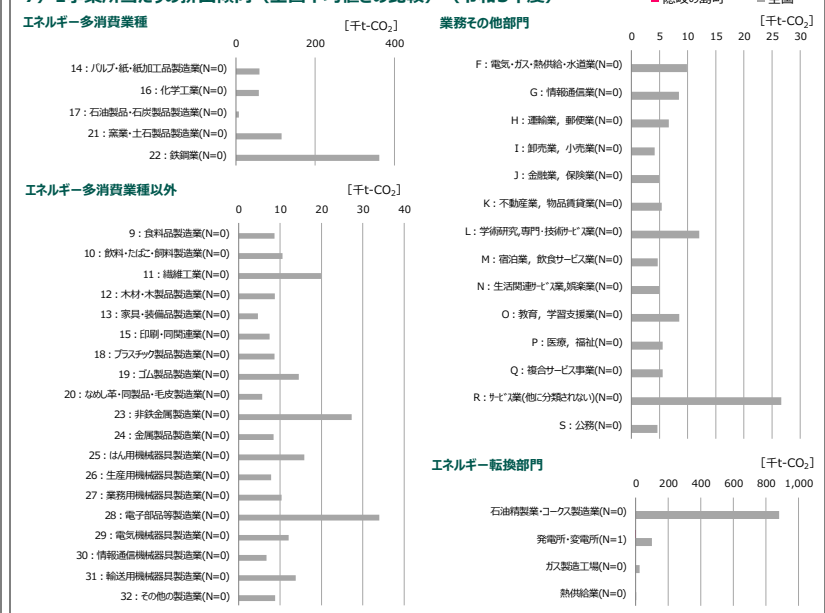 エネルギー多消費業種
[千t-CO₂]
0 200 400
14：パルプ・紙・紙加工品製造業(N=0)
16：化学工業(N=0)
17：石油製品・石炭製品製造業(N=0)
21：窯業・土石製品製造業(N=0)
22：鉄鋼業(N=0)
エネルギー多消費業種以外
[千t-CO₂]
0 10 20 30 40
9：食料品製造業(N=0)
10：飲料・たばこ・飼料製造業(N=0)
11：繊維工業(N=0)
12：木材・木製品製造業(N=0)
13：家具・装備品製造業(N=0)
15：印刷・同関連業(N=0)
18：プラスチック製品製造業(N=0)
19：ゴム製品製造業(N=0)
20：なめし革・同製品・毛皮製造業(N=0)
23：非鉄金属製造業(N=0)
24：金属製品製造業(N=0)
25：はん用機械器具製造業(N=0)
26：生産用機械器具製造業(N=0)
27：業務用機械器具製造業(N=0)
28：電子部品等製造業(N=0)
29：電気機械器具製造業(N=0)
30：情報通信機械器具製造業(N=0)
31：輸送用機械器具製造業(N=0)
32：その他の製造業(N=0)
業務その他部門
[千t-CO₂]
0 5 10 15 20 25 30
F：電気・ガス・熱供給・水道業(N=0)
G：情報通信業(N=0)
H：運輸業，郵便業(N=0)
I：卸売業，小売業(N=0)
J：金融業，保険業(N=0)
K：不動産業，物品賃貸業(N=0)
L：学術研究,専門・技術ｻｰﾋﾞｽ業(N=0)
M：宿泊業，飲食サービス業(N=0)
N：生活関連ｻｰﾋﾞｽ業,娯楽業(N=0)
O：教育，学習支援業(N=0)
P：医療，福祉(N=0)
Q：複合サービス事業(N=0)
R：ｻｰﾋﾞｽ業(他に分類されない)(N=0)
S：公務(N=0)
エネルギー転換部門
[千t-CO₂]
0 200 400 600 800 1,000
石油精製業・コークス製造業(N=0)
発電所・変電所(N=1)
ガス製造工場(N=0)
熱供給業(N=0)